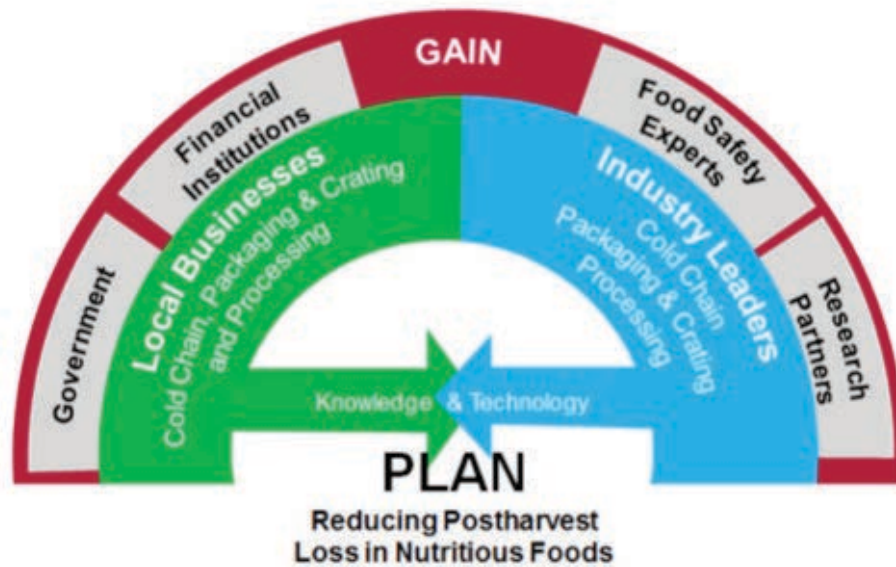 GAIN
Government
Financial
Institutions
Food Safety
Experts
Research
Partners
Local Businesses
Cold Chain, Packaging & Crating
and Processing
Industry Leaders
Cold Chain
Packaging & Crating
Processing
Knowledge & Technology
PLAN
Reducing Postharvest
Loss in Nutritious Foods